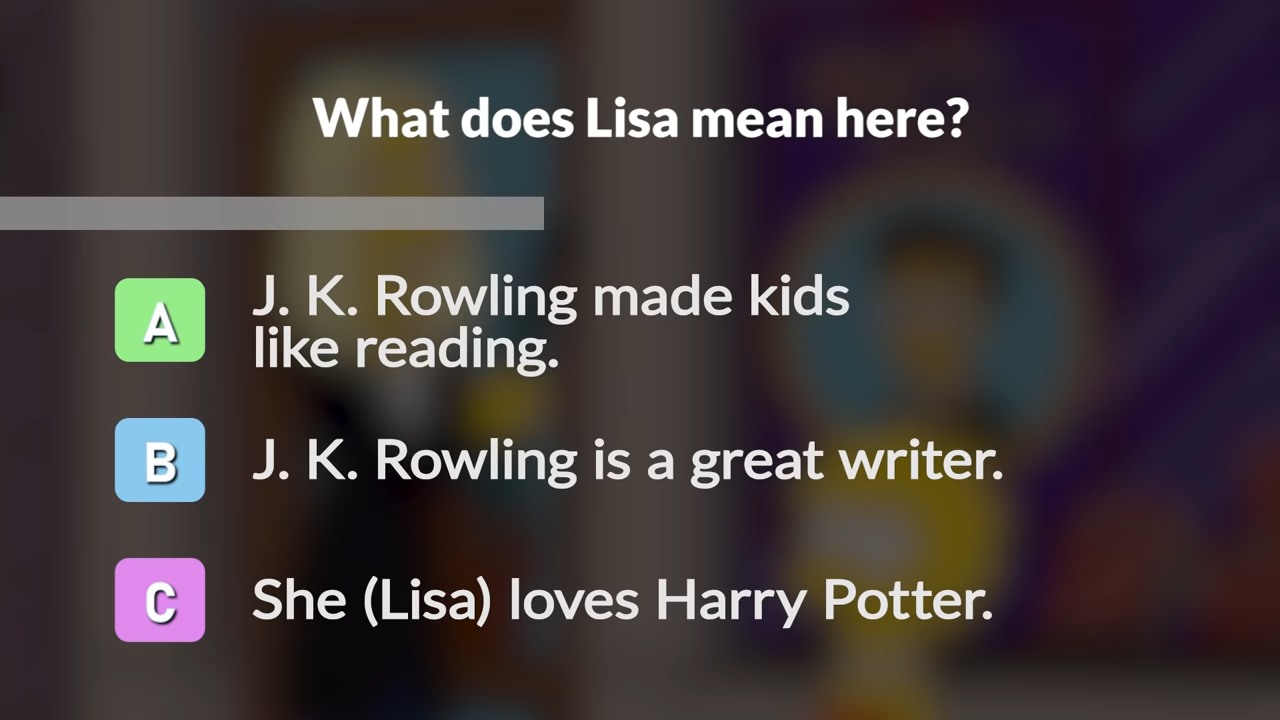 What does Lisa mean here?
A
J. K. Rowling made kids
like reading.
B
J. K. Rowling is a great writer.
C
She (Lisa) loves Harry Potter.